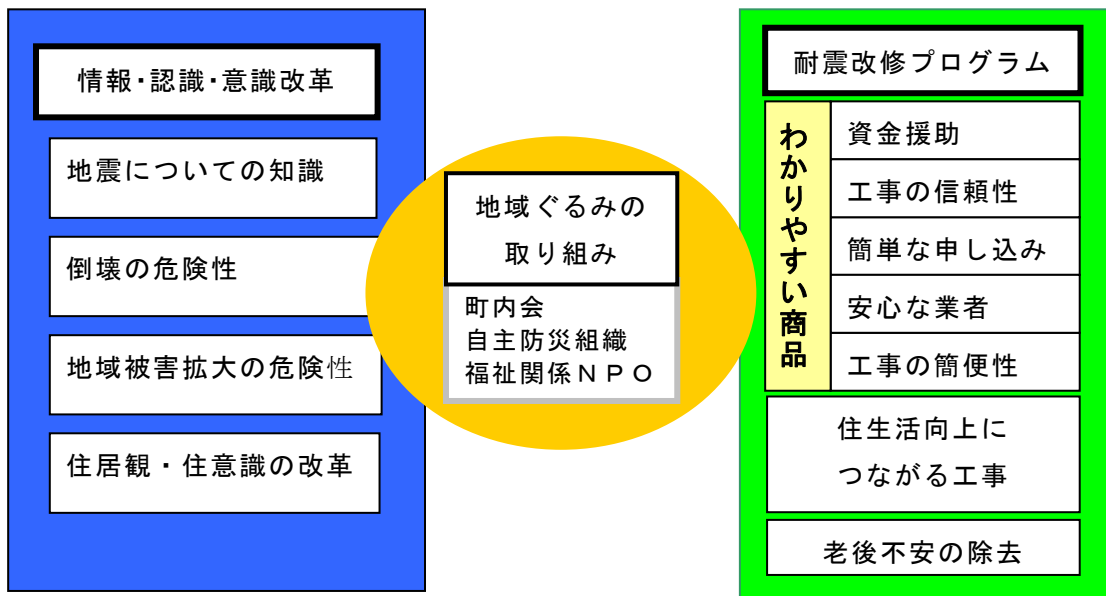 情報・認識・意識改革
地震についての知識
倒壊の危険性
地域被害拡大の危険性
住居観・住意識の改革
地域ぐるみの
取り組み
町内会
自主防災組織
福祉関係ＮＰＯ
耐震改修プログラム
わかりやすい商品
資金援助
工事の信頼性
簡単な申し込み
安心な業者
工事の簡便性
住生活向上に
つながる工事
老後不安の除去